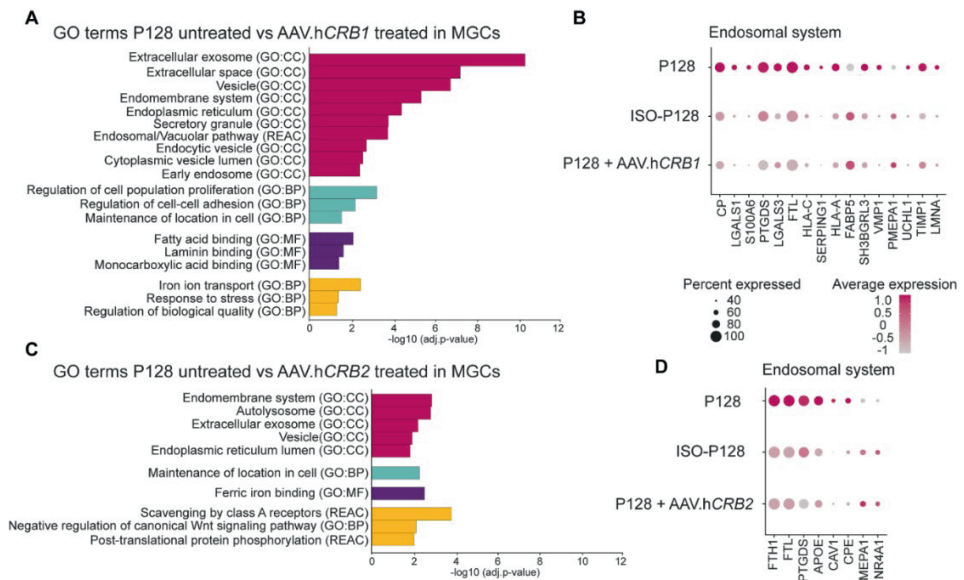 A
GO terms P128 untreated vs AAV.hCRB1 treated in MGCs
Extracellular exosome (GO:CC)
Extracellular space (GO:CC)
Vesicle(GO:CC)
Endomembrane system (GO:CC)
Endoplasmic reticulum (GO:CC)
Secretory granule (GO:CC)
Endosomal/Vacuolar pathway (REAC)
Endocytic vesicle (GO:CC)
Cytoplasmic vesicle lumen (GO:CC)
Early endosome (GO:CC)
Regulation of cell population proliferation (GO:BP)
Regulation of cell-cell adhesion (GO:BP)
Maintenance of location in cell (GO:BP)
Fatty acid binding (GO:MF)
Laminin binding (GO:MF)
Monocarboxylic acid binding (GO:MF)
Iron ion transport (GO:BP)
Response to stress (GO:BP)
Regulation of biological quality (GO:BP)
0 2 4 6 8 10 12
-log10 (adj.p-value)
B
Endosomal system
P128
ISO-P128
P128 + AAV.hCRB1
CP
LGALS1
S100A6
PTGDS
LGALS3
FTL
HLA-C
SERPING1
HLA-A
FABP5
SH3BGRL3
VMP1
PMEPA1
UCHL1
TIMP1
LMNA
Percent expressed
40
60
80
100
Average expression
1.0
0.5
0
-0.5
-1
C
GO terms P128 untreated vs AAV.hCRB2 treated in MGCs
Endomembrane system (GO:CC)
Autolysosome (GO:CC)
Extracellular exosome (GO:CC)
Vesicle(GO:CC)
Endoplasmic reticulum lumen (GO:CC)
Maintenance of location in cell (GO:BP)
Ferric iron binding (GO:MF)
Scavenging by class A receptors (REAC)
Negative regulation of canonical Wnt signaling pathway (GO:BP)
Post-translational protein phosphorylation (REAC)
0 2 4 6 8 10 12
-log10 (adj.p-value)
D
Endosomal system
P128
ISO-P128
P128 + AAV.hCRB2
FTH1
FTL
PTGDS
APOE
CAV1
CPE
MEPA1
NR4A1